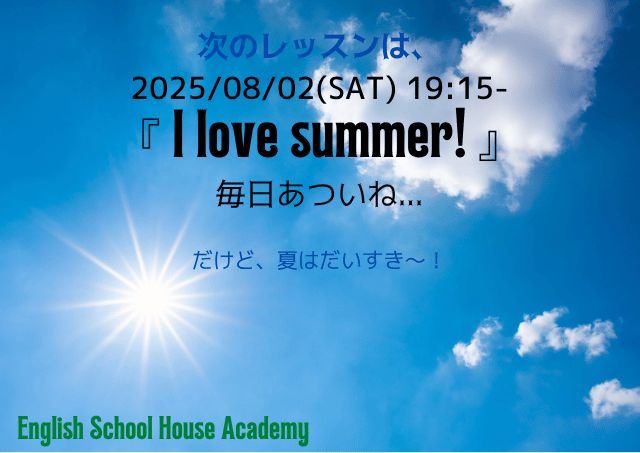 次のレッスンは、
2025/08/02(SAT) 19:15-
『 I love summer! 』
毎日あついね...
だけど、夏はだいすき〜！
English School House Academy